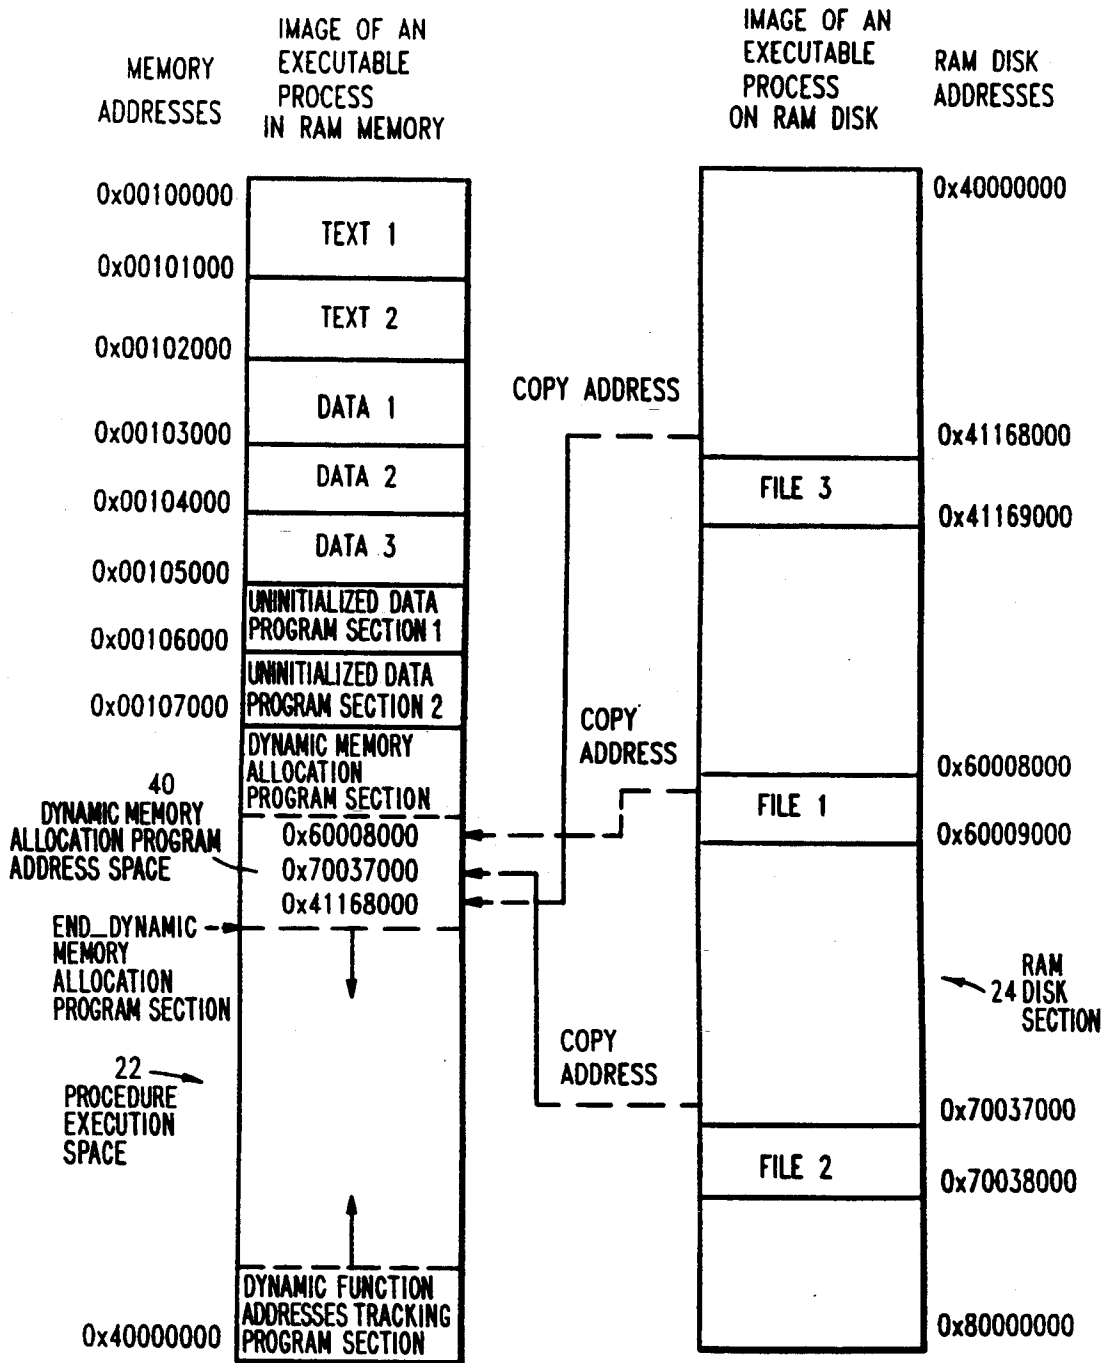 MEMORY
ADDRESSES
IMAGE OF AN
EXECUTABLE
PROCESS
IN RAM MEMORY
IMAGE OF AN
EXECUTABLE
PROCESS
ON RAM DISK
RAM DISK
ADDRESSES
0x00100000
TEXT 1
0x00101000
TEXT 2
0x00102000
DATA 1
0x00103000
DATA 2
0x00104000
DATA 3
0x00105000
UNINITIALIZED DATA
PROGRAM SECTION 1
0x00106000
UNINITIALIZED DATA
PROGRAM SECTION 2
0x00107000
DYNAMIC MEMORY
ALLOCATION
PROGRAM SECTION
40
DYNAMIC MEMORY
ALLOCATION PROGRAM
ADDRESS SPACE
0x60008000
0x70037000
0x41168000
END_DYNAMIC
MEMORY
ALLOCATION
PROGRAM SECTION
22
PROCEDURE
EXECUTION
SPACE
DYNAMIC FUNCTION
ADDRESSES TRACKING
PROGRAM SECTION
0x40000000
COPY ADDRESS
COPY
ADDRESS
COPY
ADDRESS
0x40000000
0x41168000
FILE 3
0x41169000
0x60008000
FILE 1
0x60009000
24 RAM
DISK
SECTION
0x70037000
FILE 2
0x70038000
0x80000000